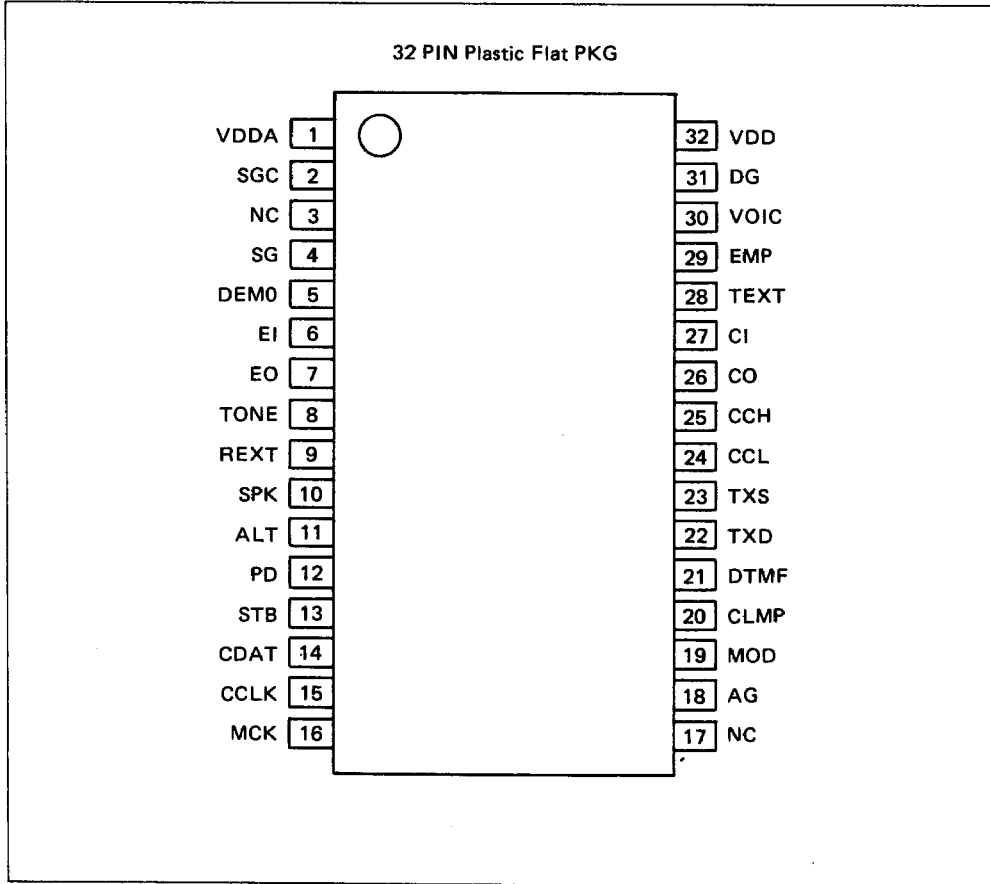 32 PIN Plastic Flat PKG
VDDA 1 32 VDD
SGC 2 31 DG
NC 3 30 VOIC
SG 4 29 EMP
DEM0 5 28 TEXT
EI 6 27 CI
EO 7 26 CO
TONE 8 25 CCH
REXT 9 24 CCL
SPK 10 23 TXS
ALT 11 22 TXD
PD 12 21 DTMF
STB 13 20 CLMP
CDAT 14 19 MOD
CCLK 15 18 AG
MCK 16 17 NC